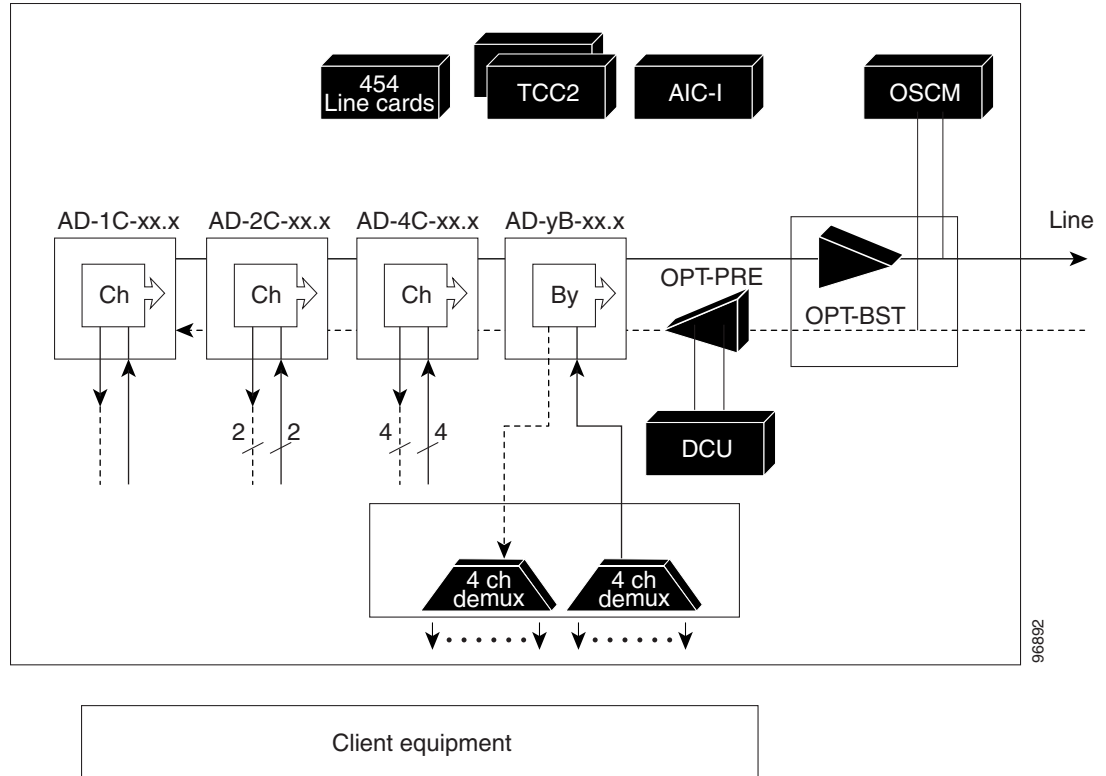 454
Line cards
TCC2
AIC-I
OSCM
AD-1C-xx.x
AD-2C-xx.x
AD-4C-xx.x
AD-yB-xx.x
Line
Ch
Ch
Ch
By
OPT-PRE
OPT-BST
2
2
4
4
DCU
4 ch
demux
4 ch
demux
96892
Client equipment